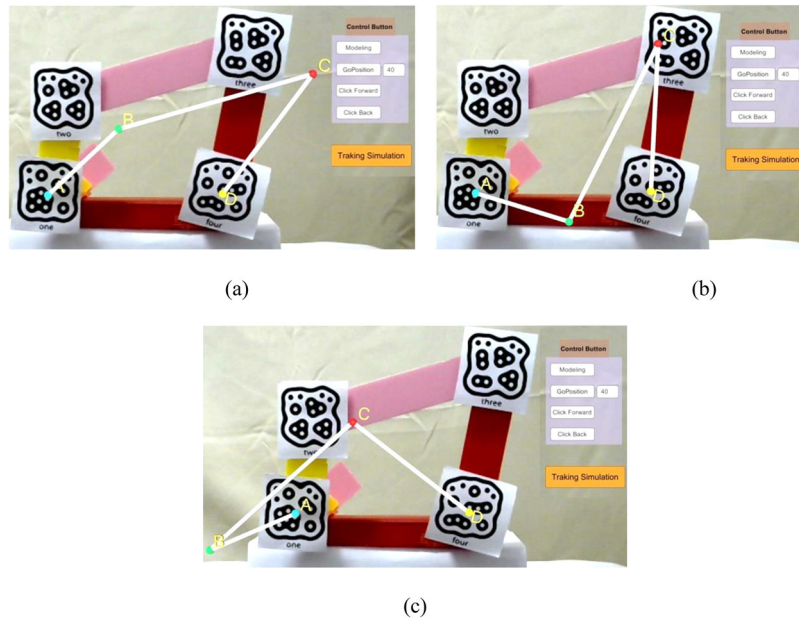 Control Button
Modeling
GoPosition 40
Click Forward
Click Back
Traking Simulation
A
B
C
D
one
two
three
four
(a)
Control Button
Modeling
GoPosition 40
Click Forward
Click Back
Traking Simulation
A
B
C
D
one
two
three
four
(b)
Control Button
Modeling
GoPosition 40
Click Forward
Click Back
Traking Simulation
A
B
C
D
one
two
three
four
(c)